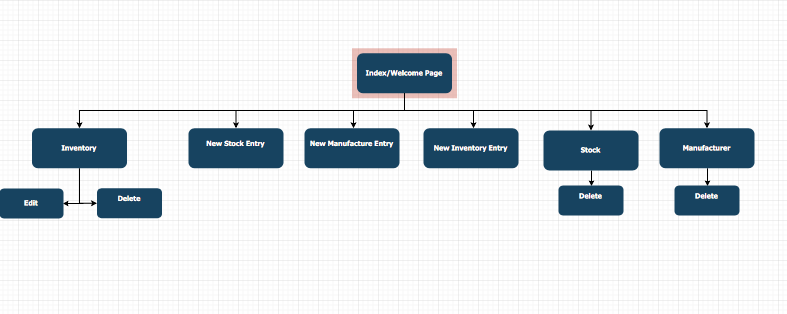 Index/Welcome Page
Inventory
New Stock Entry
New Manufacture Entry
New Inventory Entry
Stock
Manufacturer
Edit
Delete
Delete
Delete